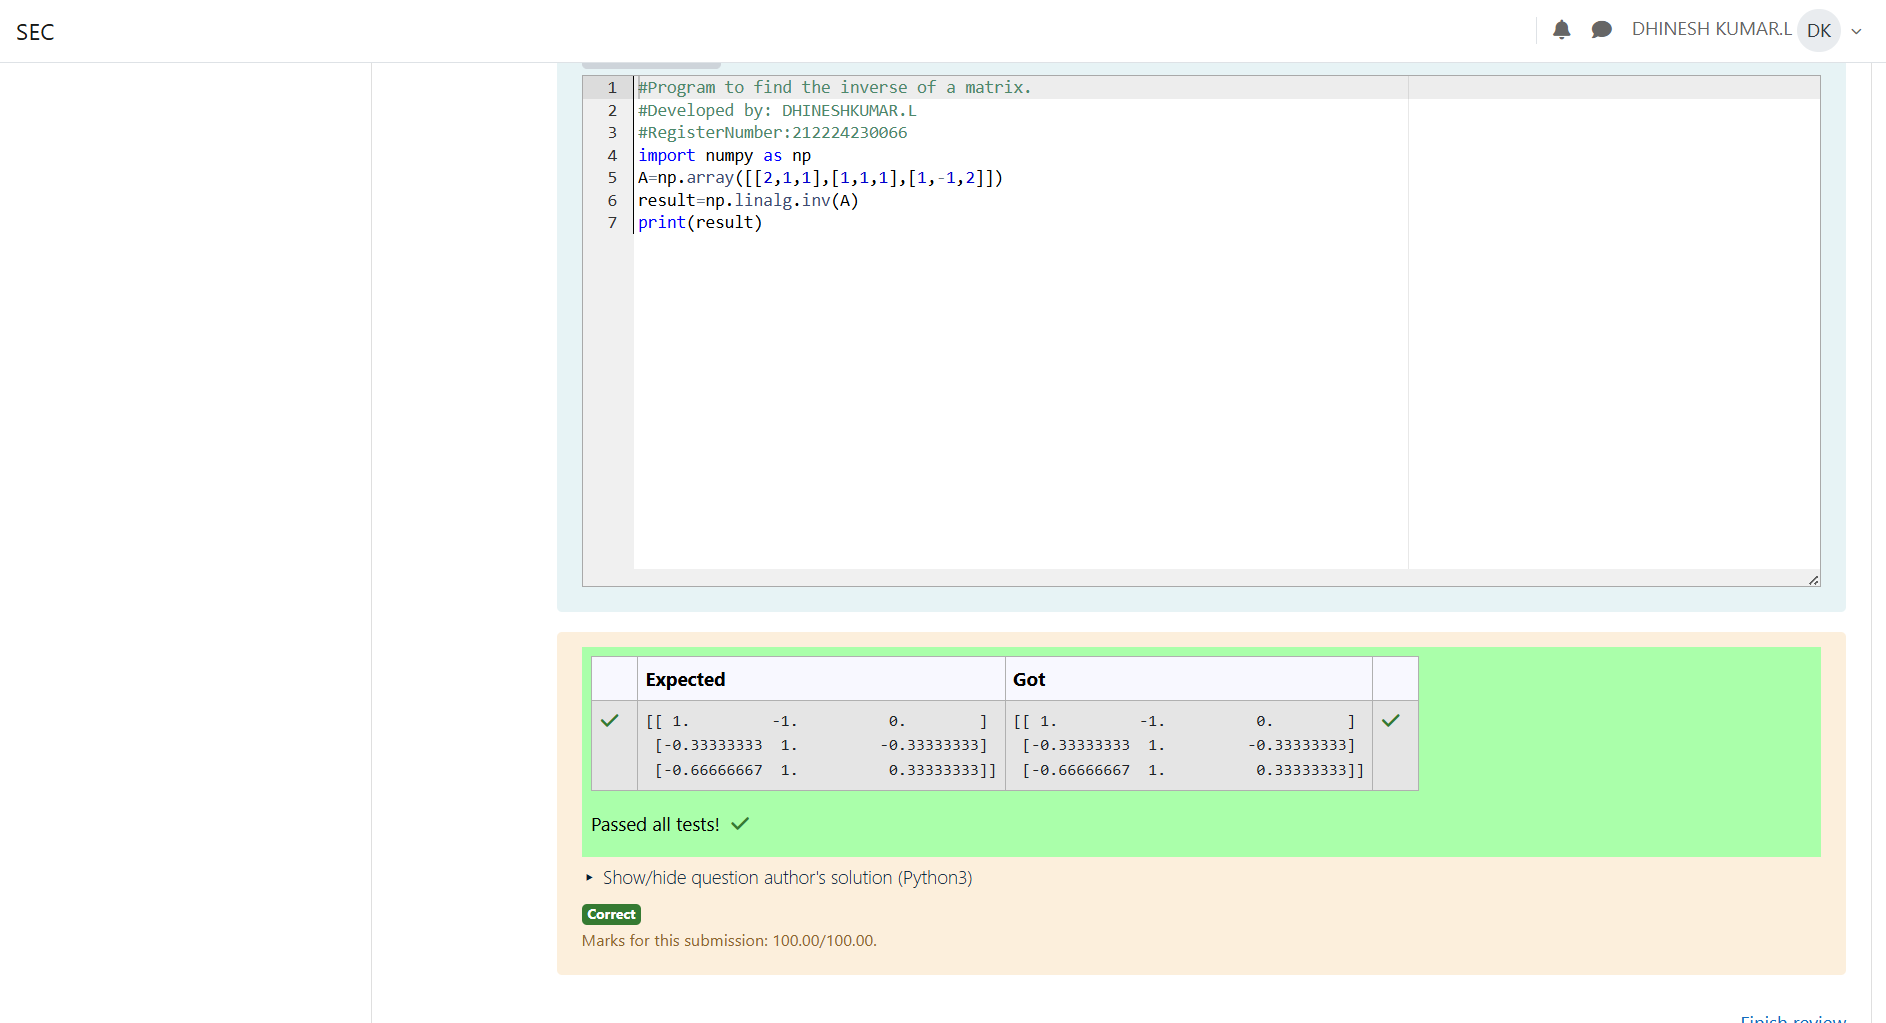 SEC
DHINESH KUMAR.L DK
1 #Program to find the inverse of a matrix.
2 #Developed by: DHINESHKUMAR.L
3 #RegisterNumber:212224230066
4 import numpy as np
5 A=np.array([[2,1,1],[1,1,1],[1,-1,2]])
6 result=np.linalg.inv(A)
7 print(result)
Expected Got
[[ 1.         -1.          0.        ] [[ 1.         -1.          0.        ]
[-0.33333333  1.         -0.33333333] [-0.33333333  1.         -0.33333333]
[-0.66666667  1.          0.33333333]] [-0.66666667  1.          0.33333333]]
Passed all tests!
Show/hide question author's solution (Python3)
Correct
Marks for this submission: 100.00/100.00.
Finish review